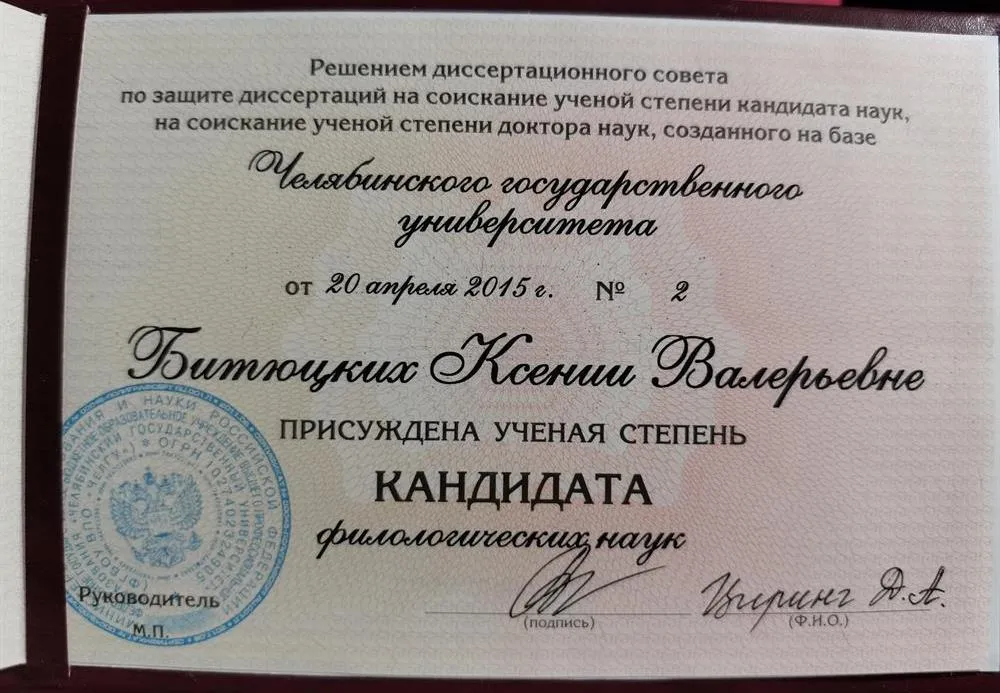 Решением диссертационного совета
по защите диссертаций на соискание ученой степени кандидата наук,
на соискание ученой степени доктора наук, созданного на базе
Челябинского государственного
университета
от 20 апреля 2015 г. № 2
Битюцких Ксении Валерьевне
ПРИСУЖДЕНА УЧЕНАЯ СТЕПЕНЬ
КАНДИДАТА
филологических наук
Руководитель
М.П.
(подпись)
Циринг Д.А.
(Ф.И.О.)